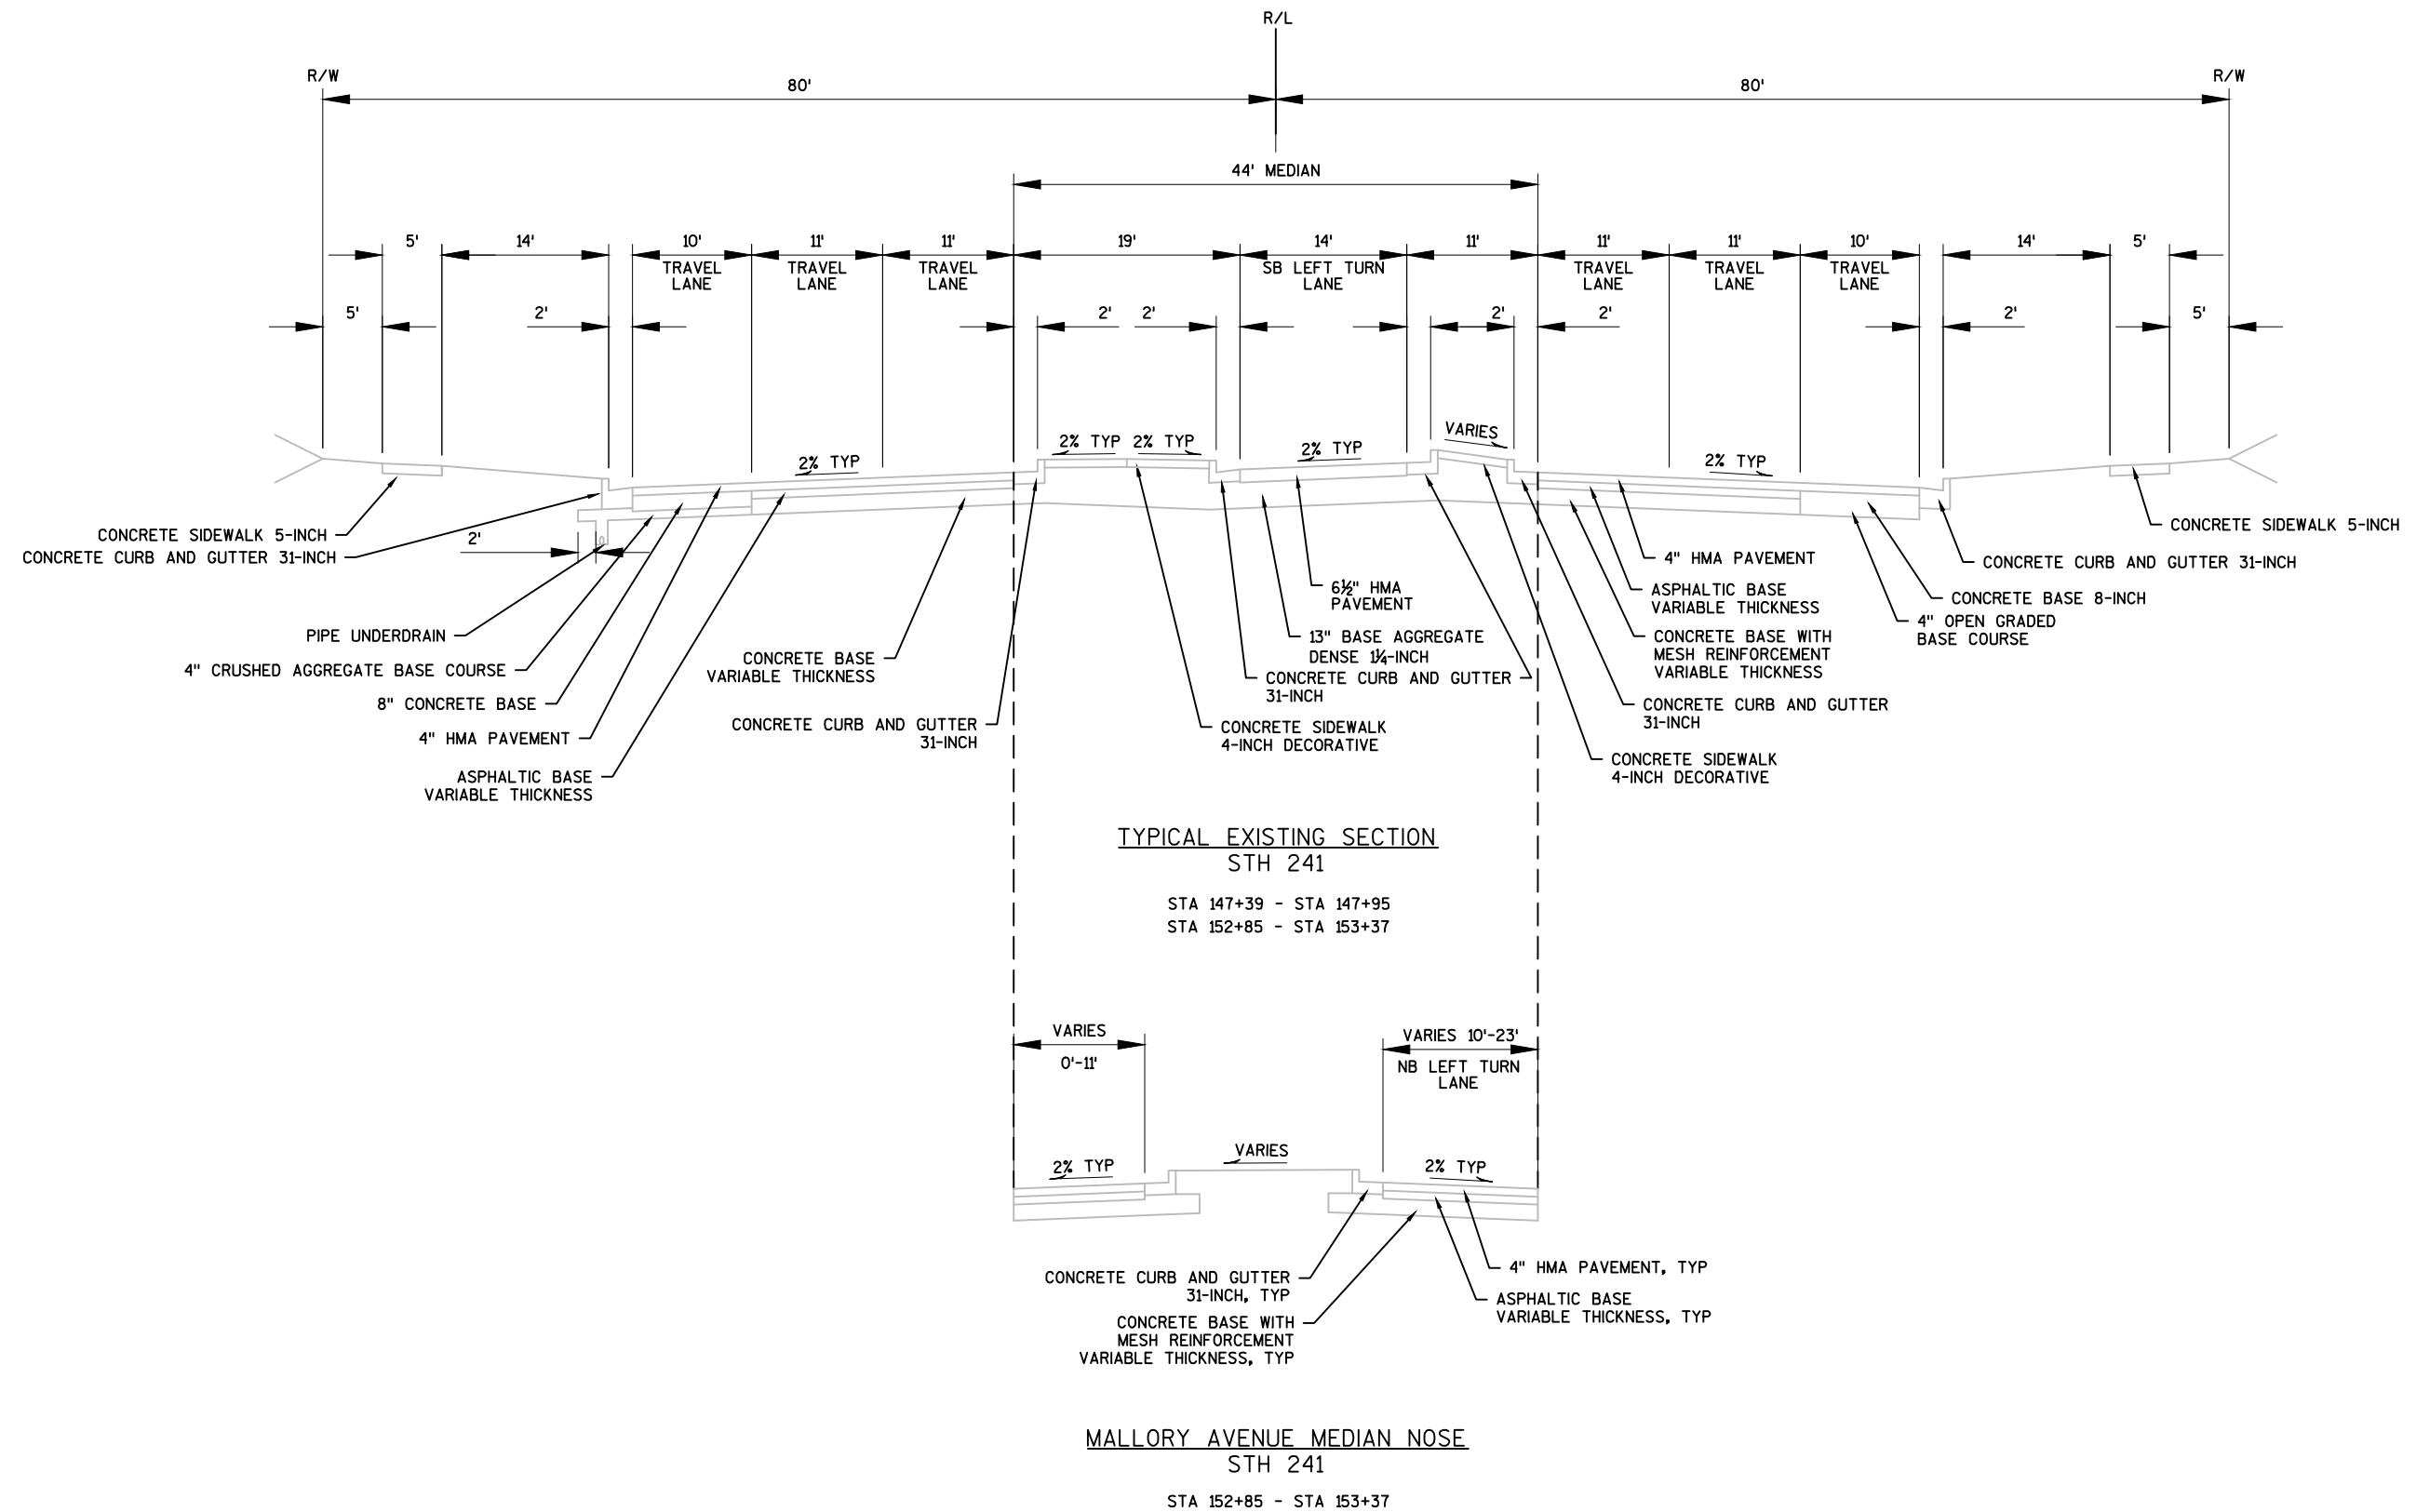 R/L
R/W
R/W
80'
80'
44' MEDIAN
5'
14'
10'
11'
11'
19'
14'
11'
11'
11'
10'
14'
5'
TRAVEL
LANE
TRAVEL
LANE
TRAVEL
LANE
SB LEFT TURN
LANE
TRAVEL
LANE
TRAVEL
LANE
TRAVEL
LANE
5'
2'
2'
2'
2'
2'
2'
5'
2% TYP
2% TYP
2% TYP
2% TYP
VARIES
2% TYP
CONCRETE SIDEWALK 5-INCH
CONCRETE CURB AND GUTTER 31-INCH
2'
PIPE UNDERDRAIN
4" CRUSHED AGGREGATE BASE COURSE
8" CONCRETE BASE
4" HMA PAVEMENT
ASPHALTIC BASE
VARIABLE THICKNESS
CONCRETE BASE
VARIABLE THICKNESS
CONCRETE CURB AND GUTTER
31-INCH
6½" HMA
PAVEMENT
13" BASE AGGREGATE
DENSE 1¼-INCH
CONCRETE CURB AND GUTTER
31-INCH
CONCRETE SIDEWALK
4-INCH DECORATIVE
4" HMA PAVEMENT
ASPHALTIC BASE
VARIABLE THICKNESS
CONCRETE BASE WITH
MESH REINFORCEMENT
VARIABLE THICKNESS
CONCRETE CURB AND GUTTER
31-INCH
CONCRETE SIDEWALK
4-INCH DECORATIVE
CONCRETE SIDEWALK 5-INCH
CONCRETE CURB AND GUTTER 31-INCH
CONCRETE BASE 8-INCH
4" OPEN GRADED
BASE COURSE
TYPICAL EXISTING SECTION
STH 241
STA 147+39 - STA 147+95
STA 152+85 - STA 153+37
VARIES
0'-11'
VARIES 10'-23'
NB LEFT TURN
LANE
2% TYP
VARIES
2% TYP
CONCRETE CURB AND GUTTER
31-INCH, TYP
CONCRETE BASE WITH
MESH REINFORCEMENT
VARIABLE THICKNESS, TYP
4" HMA PAVEMENT, TYP
ASPHALTIC BASE
VARIABLE THICKNESS, TYP
MALLORY AVENUE MEDIAN NOSE
STH 241
STA 152+85 - STA 153+37